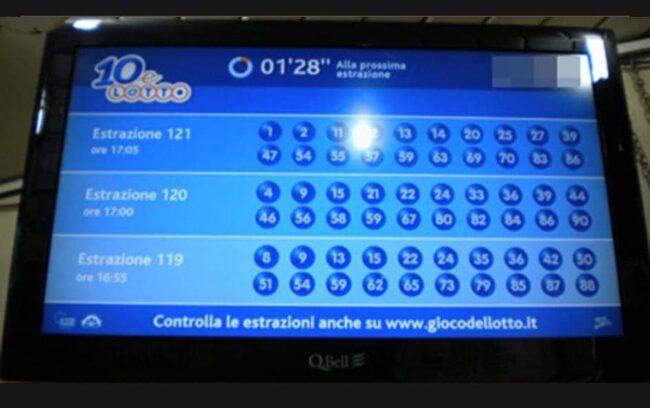 10 e LOTTO
01'28'' Alla prossima estrazione
Estrazione 121
ore 17:05
1 2 11 13 14 20 25 27 39
47 54 55 57 59 63 69 70 83 86
Estrazione 120
ore 17:00
4 9 15 21 22 24 33 36 39 44
46 56 58 59 67 80 82 84 86 90
Estrazione 119
ore 16:55
8 9 13 15 22 24 35 36 42 50
51 54 59 62 65 73 79 85 87 88
Controlla le estrazioni anche su www.giocodellotto.it
QBell